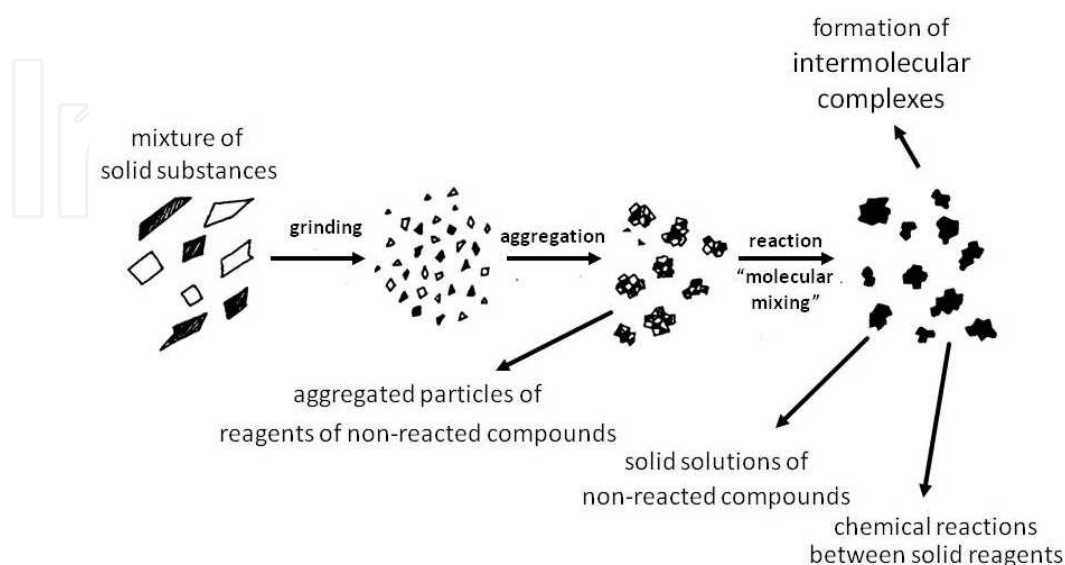 formation of
intermolecular
complexes
mixture of
solid substances
grinding
aggregation
reaction
“molecular
mixing”
aggregated particles of
reagents of non-reacted compounds
solid solutions of
non-reacted compounds
chemical reactions
between solid reagents